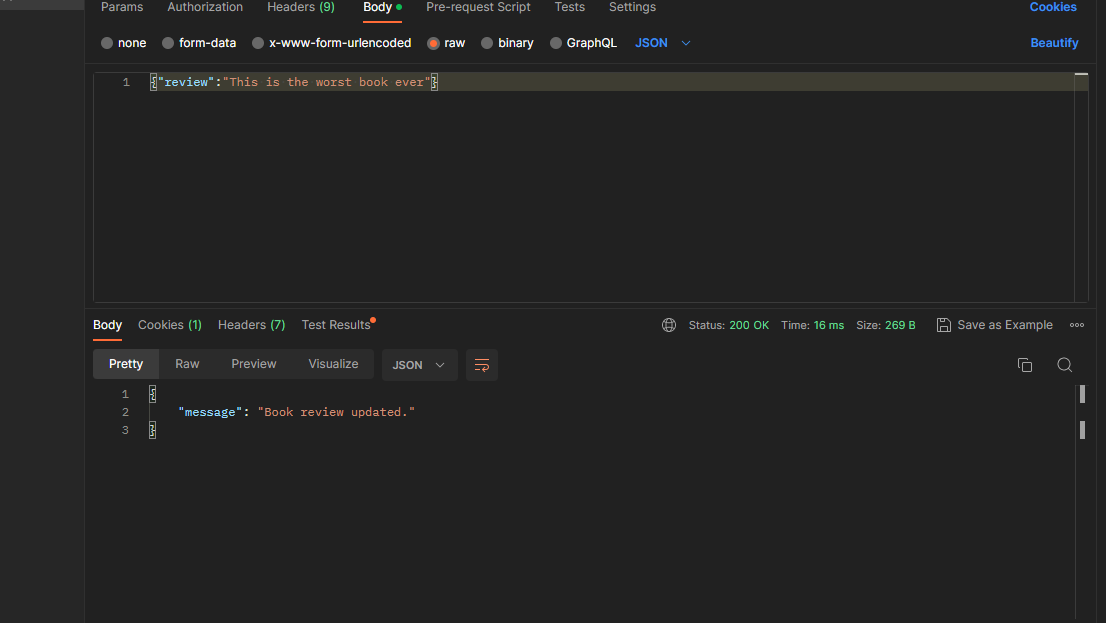 Params Authorization Headers (9) Body Pre-request Script Tests Settings Cookies
none form-data x-www-form-urlencoded raw binary GraphQL JSON Beautify
1 {"review":"This is the worst book ever"}
Body Cookies (1) Headers (7) Test Results Status: 200 OK Time: 16 ms Size: 269 B Save as Example
Pretty Raw Preview Visualize JSON
1 {
2 "message": "Book review updated."
3 }